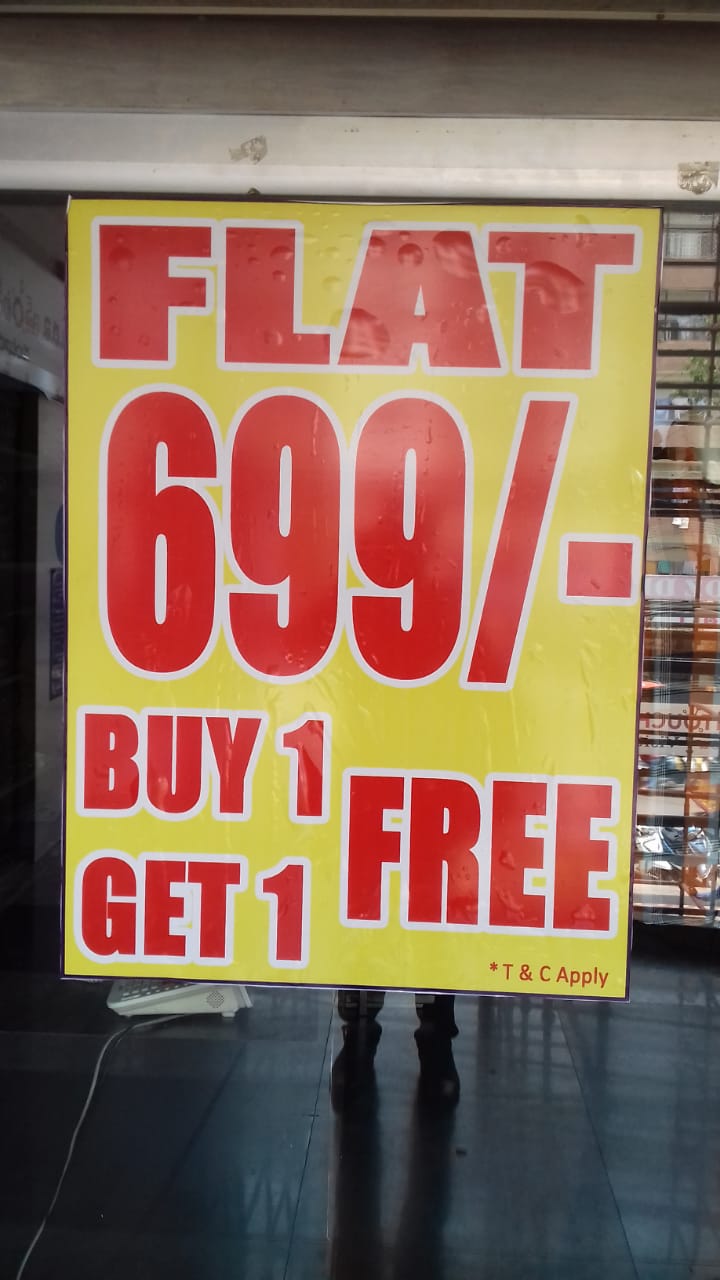 FLAT
699/-
BUY 1
GET 1
FREE
*T & C Apply